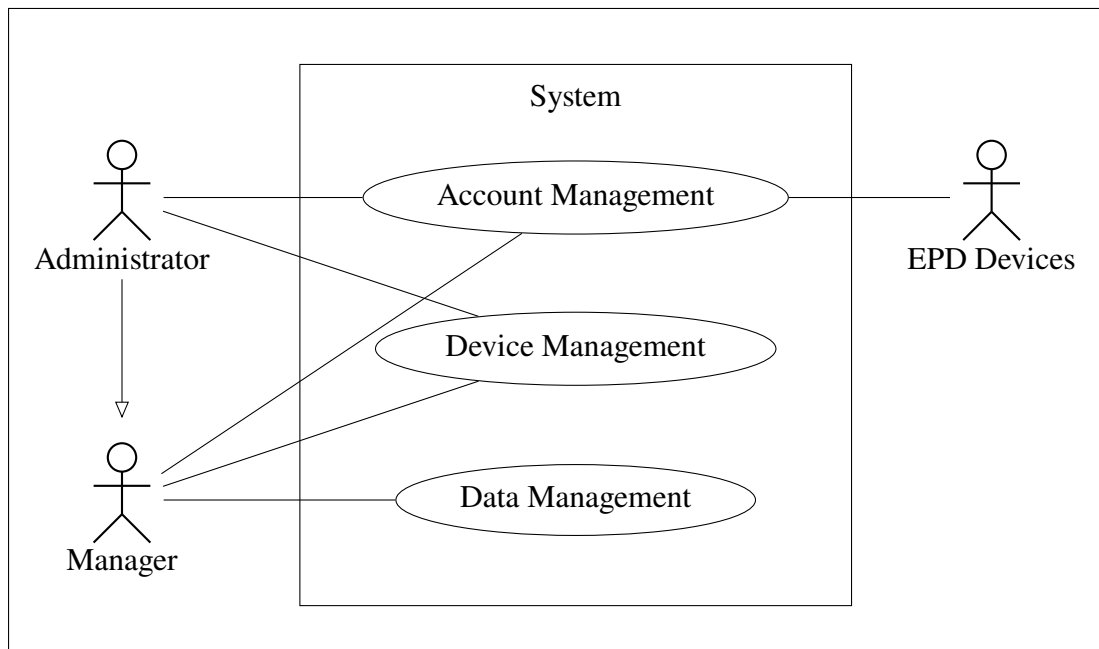 System
Account Management
Administrator
EPD Devices
Device Management
Data Management
Manager